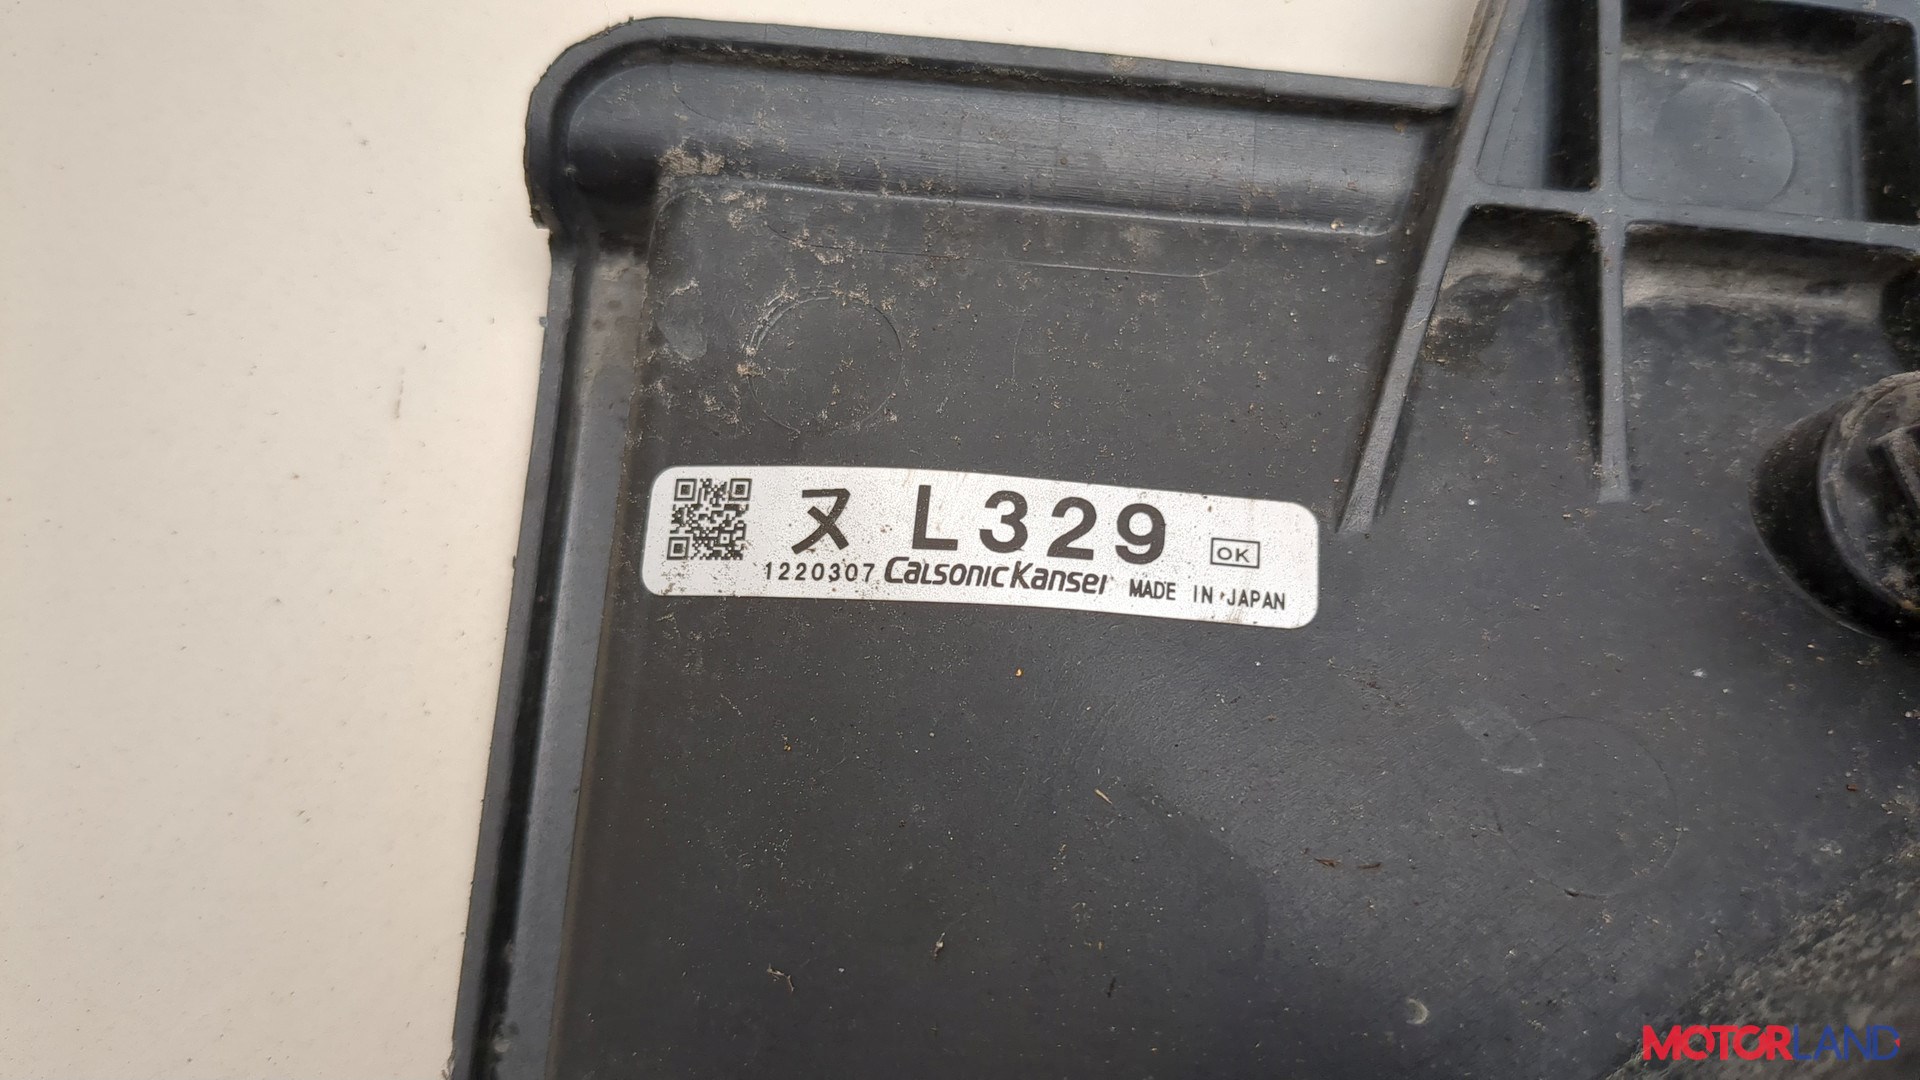 ヌ L329 OK
1220307 CalsonicKansei MADE IN JAPAN
MOTORLAND